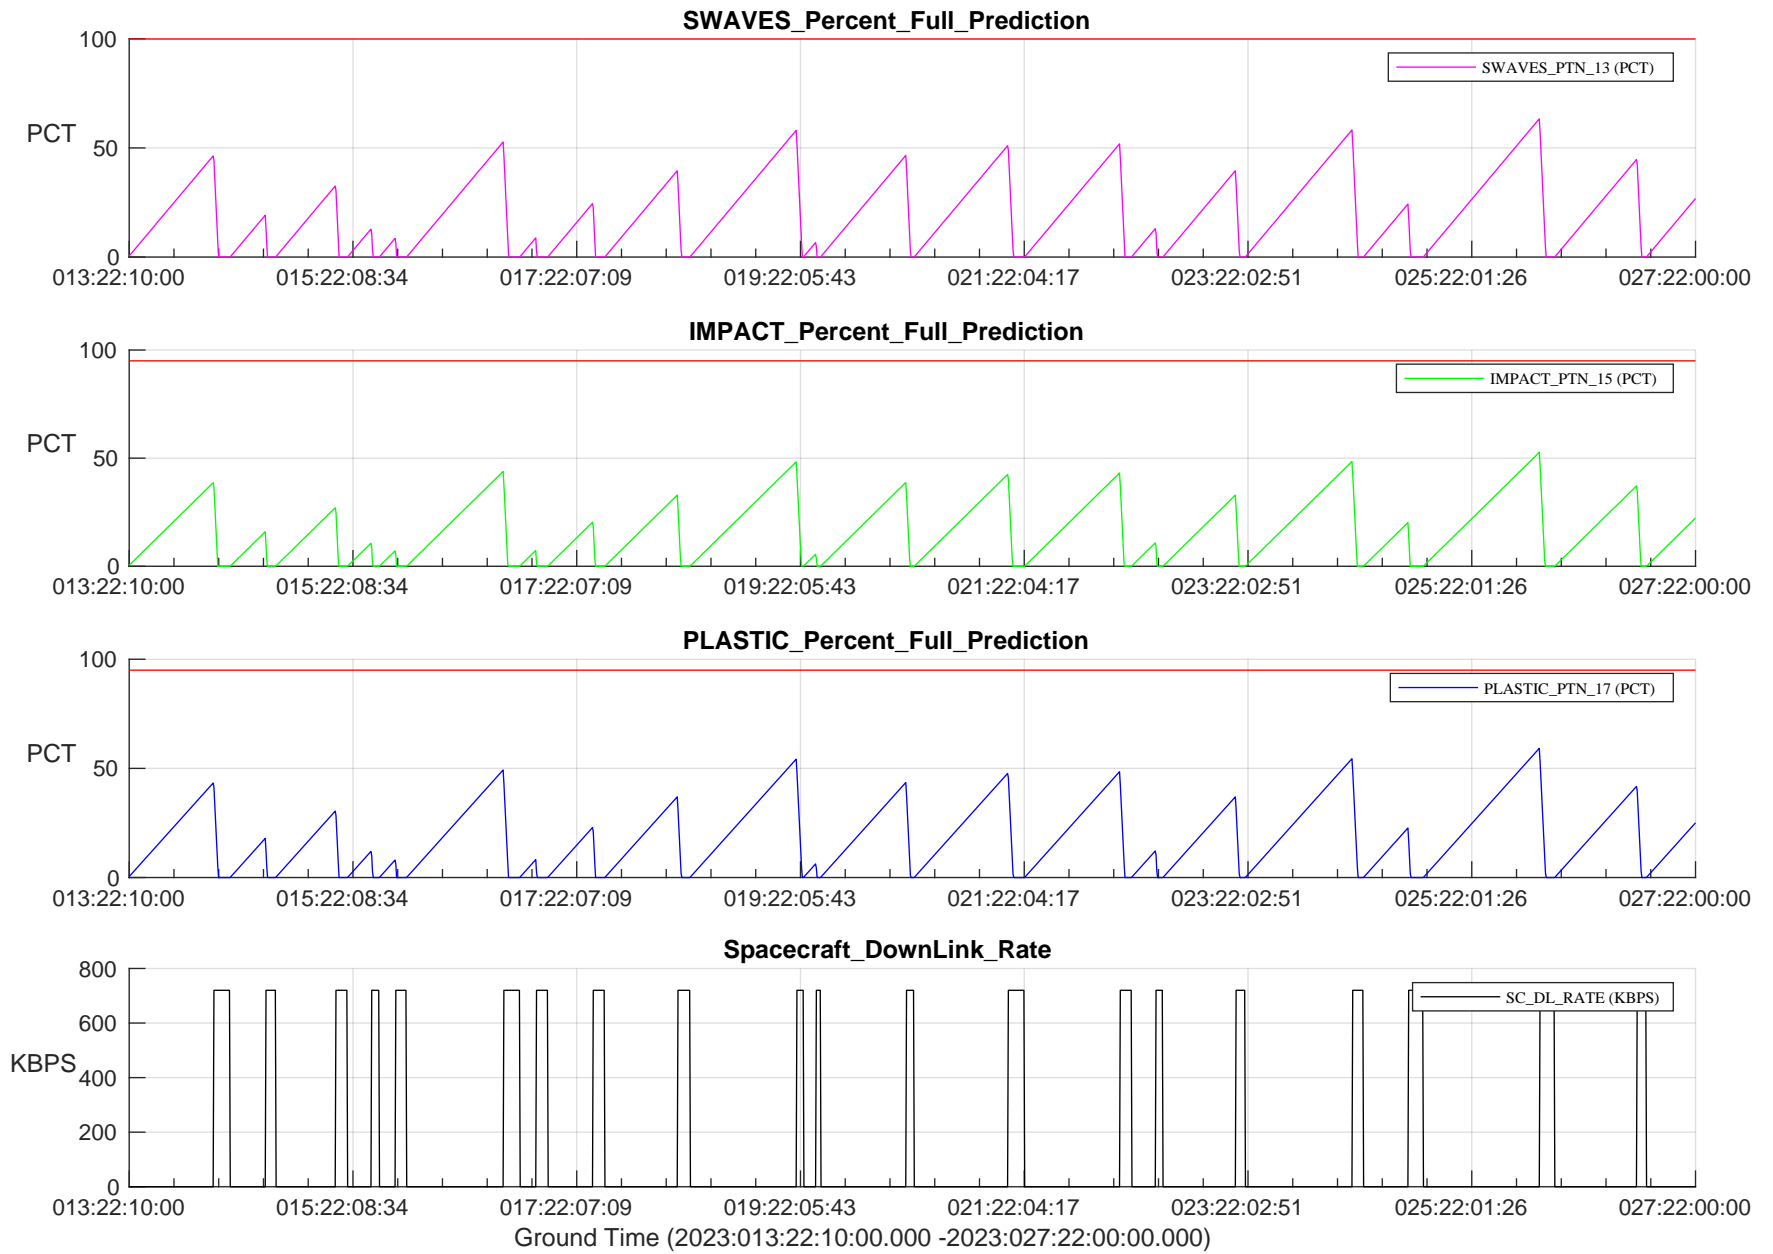 SWAVES_Percent_Full_Prediction
100
SWAVES_PTN_13 (PCT)
PCT
50
0
013:22:10:00 015:22:08:34 017:22:07:09 019:22:05:43 021:22:04:17 023:22:02:51 025:22:01:26 027:22:00:00
IMPACT_Percent_Full_Prediction
100
IMPACT_PTN_15 (PCT)
PCT
50
0
013:22:10:00 015:22:08:34 017:22:07:09 019:22:05:43 021:22:04:17 023:22:02:51 025:22:01:26 027:22:00:00
PLASTIC_Percent_Full_Prediction
100
PLASTIC_PTN_17 (PCT)
PCT
50
0
013:22:10:00 015:22:08:34 017:22:07:09 019:22:05:43 021:22:04:17 023:22:02:51 025:22:01:26 027:22:00:00
Spacecraft_DownLink_Rate
800
SC_DL_RATE (KBPS)
600
KBPS
400
200
0
013:22:10:00 015:22:08:34 017:22:07:09 019:22:05:43 021:22:04:17 023:22:02:51 025:22:01:26 027:22:00:00
Ground Time (2023:013:22:10:00.000 -2023:027:22:00:00.000)